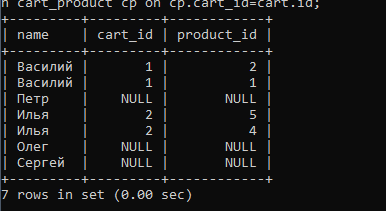 n cart_product cp on cp.cart_id=cart.id;
+---------+---------+------------+
| name | cart_id | product_id |
+---------+---------+------------+
| Василий | 1 | 2 |
| Василий | 1 | 1 |
| Петр | NULL | NULL |
| Илья | 2 | 5 |
| Илья | 2 | 4 |
| Олег | NULL | NULL |
| Сергей | NULL | NULL |
+---------+---------+------------+
7 rows in set (0.00 sec)